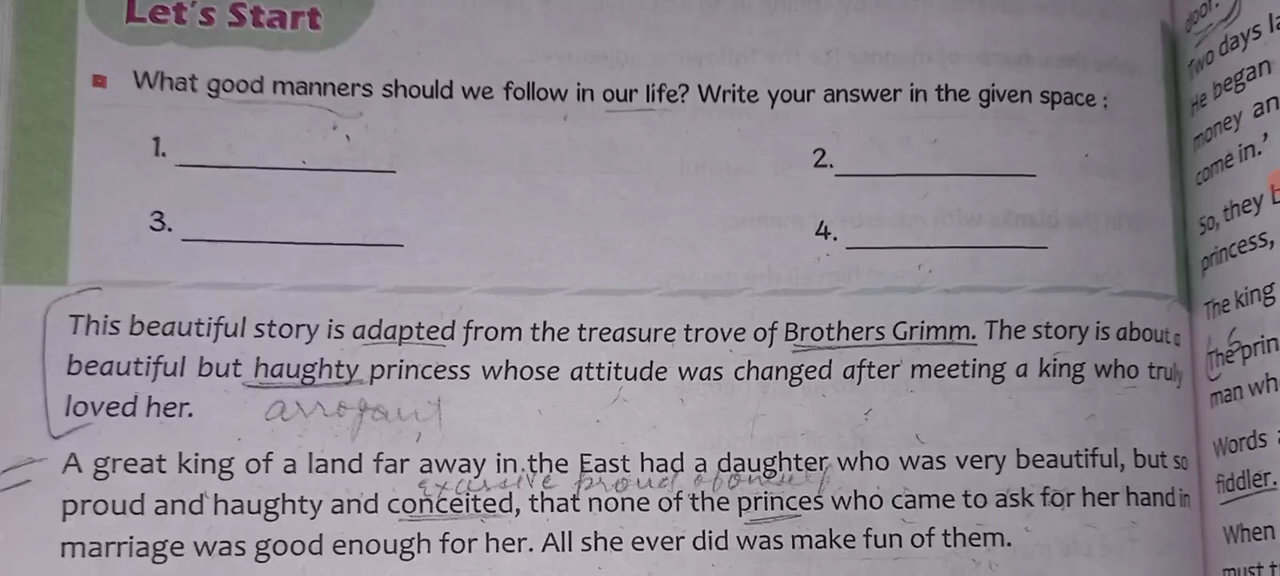 Let's Start
What good manners should we follow in our life? Write your answer in the given space :
1. 2.
3. 4.
This beautiful story is adapted from the treasure trove of Brothers Grimm. The story is about a
beautiful but haughty princess whose attitude was changed after meeting a king who truly
loved her.
arrogant
A great king of a land far away in the East had a daughter who was very beautiful, but so
proud of
proud and haughty and conceited, that none of the princes who came to ask for her hand in
marriage was good enough for her. All she ever did was make fun of them.
door.
Two days
He began
money an
come in.'
So, they
princess,
The king
The prin
man wh
Words
fiddler.
When
must t